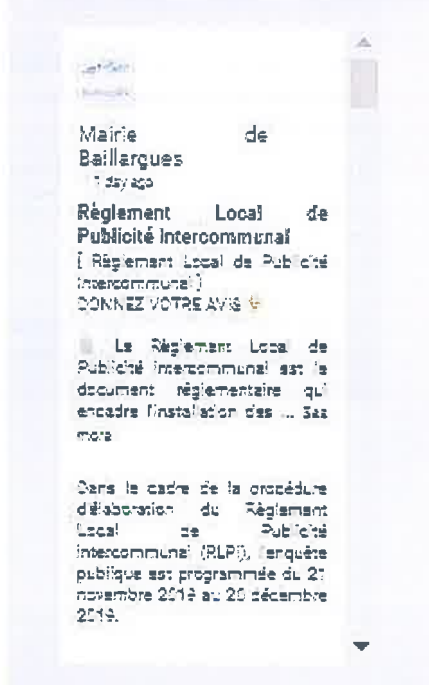 Mairie de
Baillargues
1 day ago
Règlement Local de
Publicité Intercommunal
[ Règlement Local de Publicité
Intercommunal ]
DONNEZ VOTRE AVIS
Le Règlement Local de
Publicité Intercommunal est le
document réglementaire qui
encadre l'installation des ... See
more
Dans le cadre de la procédure
d'élaboration du Règlement
Local de Publicité
Intercommunal (RLPi), l'enquête
publique est programmée du
novembre 2019 au 20 décembre
2019.